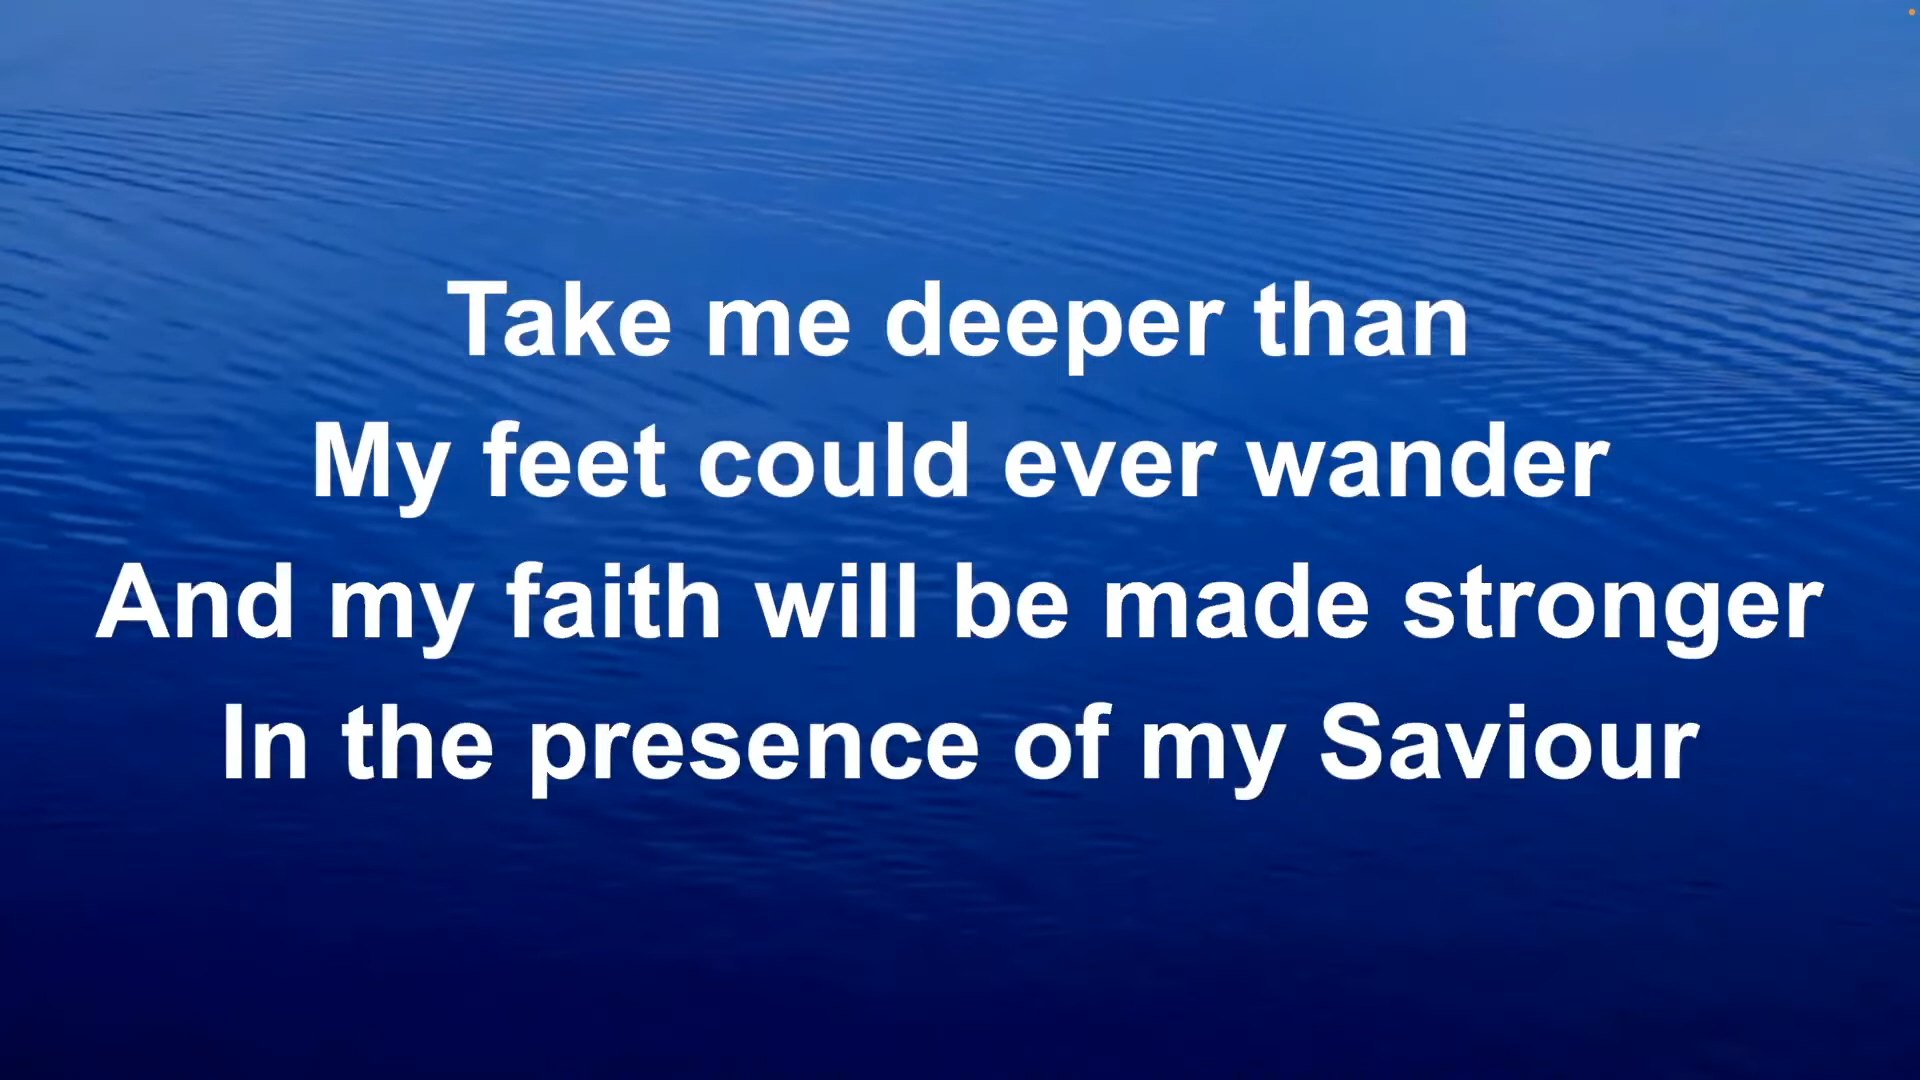 Take me deeper than
My feet could ever wander
And my faith will be made stronger
In the presence of my Saviour